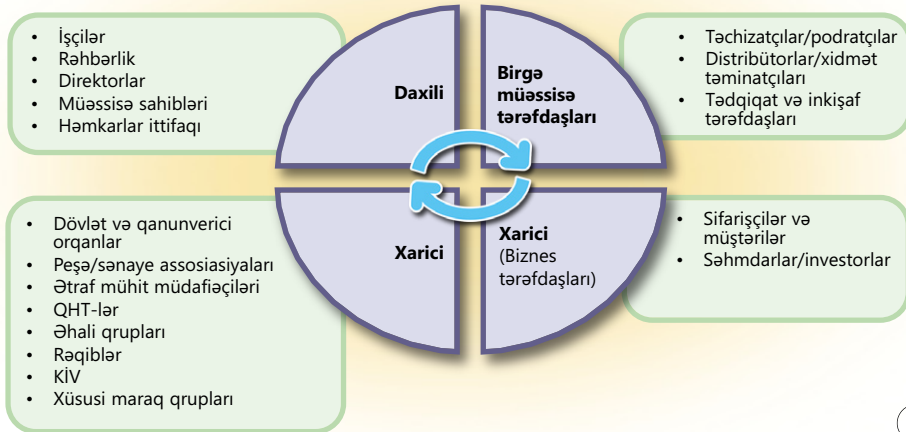 • İşçilər
• Rəhbərlik
• Direktorlar
• Müəssisə sahibləri
• Həmkarlar ittifaqı
Daxili
Birgə
müəssisə
tərəfdaşları
• Təchizatçılar/podratçılar
• Distribütorlar/xidmət
təminatçıları
• Tədqiqat və inkişaf
tərəfdaşları
• Dövlət və qanunverici
orqanlar
• Peşə/sənaye assosiasiyaları
• Ətraf mühit müdafiəçiləri
• QHT-lər
• Əhali qrupları
• Rəqiblər
• KİV
• Xüsusi maraq qrupları
Xarici
Xarici
(Biznes
tərəfdaşları)
• Sifarişçilər və
müştərilər
• Səhmdarlar/investorlar